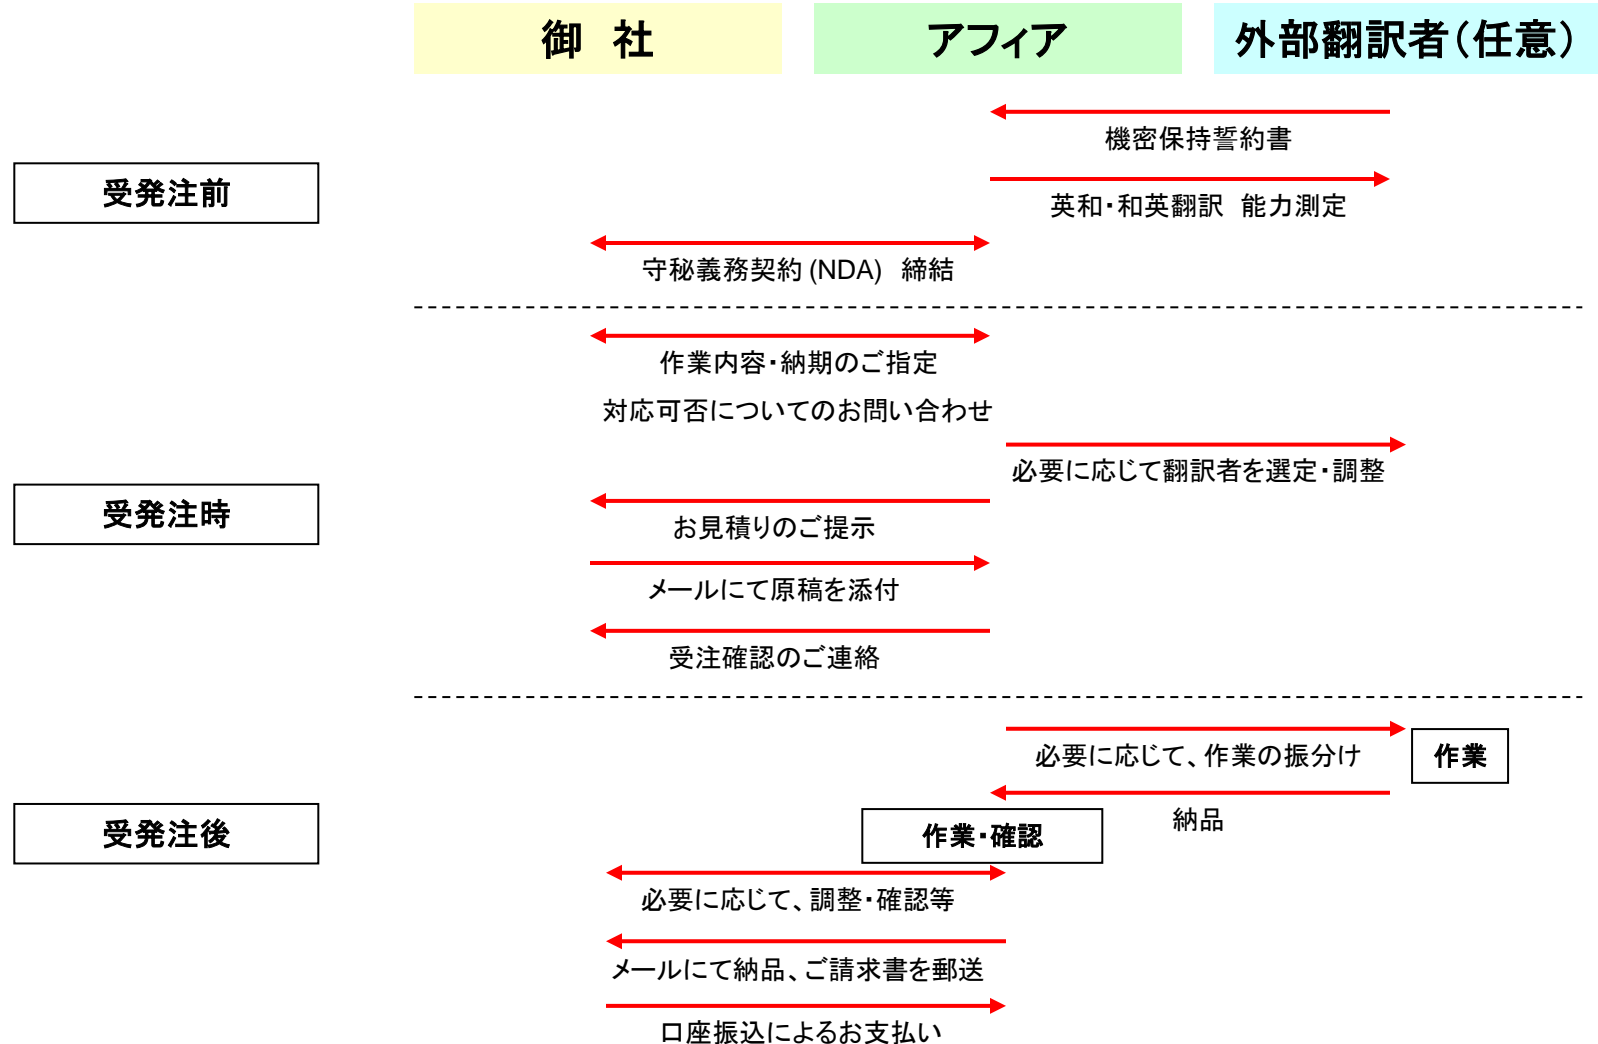 御　社
アフィア
外部翻訳者（任意）
機密保持誓約書
受発注前
英和・和英翻訳　能力測定
守秘義務契約 (NDA)　締結
作業内容・納期のご指定
対応可否についてのお問い合わせ
必要に応じて翻訳者を選定・調整
受発注時
お見積りのご提示
メールにて原稿を添付
受注確認のご連絡
必要に応じて、作業の振分け
作業
納品
受発注後
作業・確認
必要に応じて、調整・確認等
メールにて納品、ご請求書を郵送
口座振込によるお支払い